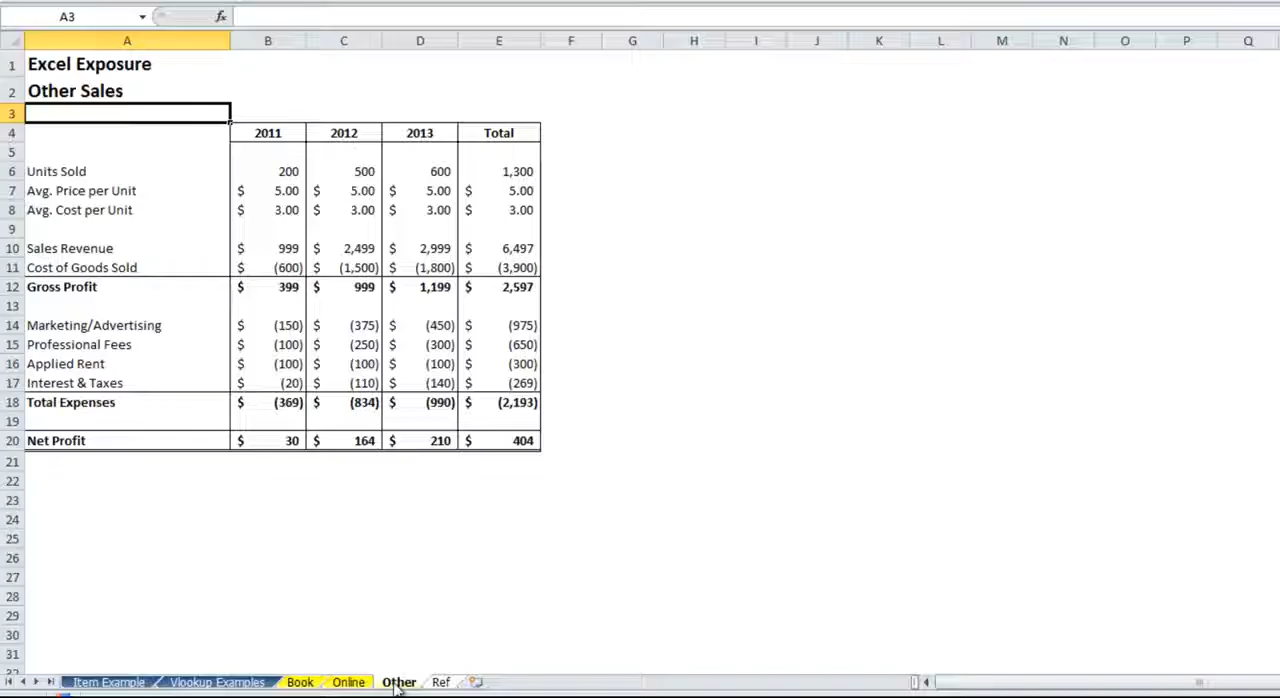 A3 fx
A B C D E F G H I J K L M N O P Q
1 Excel Exposure
2 Other Sales
3
4 2011 2012 2013 Total
5
6 Units Sold 200 500 600 1,300
7 Avg. Price per Unit $ 5.00 $ 5.00 $ 5.00 $ 5.00
8 Avg. Cost per Unit $ 3.00 $ 3.00 $ 3.00 $ 3.00
9
10 Sales Revenue $ 999 $ 2,499 $ 2,999 $ 6,497
11 Cost of Goods Sold $ (600) $ (1,500) $ (1,800) $ (3,900)
12 Gross Profit $ 399 $ 999 $ 1,199 $ 2,597
13
14 Marketing/Advertising $ (150) $ (375) $ (450) $ (975)
15 Professional Fees $ (100) $ (250) $ (300) $ (650)
16 Applied Rent $ (100) $ (100) $ (100) $ (300)
17 Interest & Taxes $ (20) $ (110) $ (140) $ (269)
18 Total Expenses $ (369) $ (834) $ (990) $ (2,193)
19
20 Net Profit $ 30 $ 164 $ 210 $ 404
21
22
23
24
25
26
27
28
29
30
31
32
Item Example Vlookup Examples Book Online Other Ref